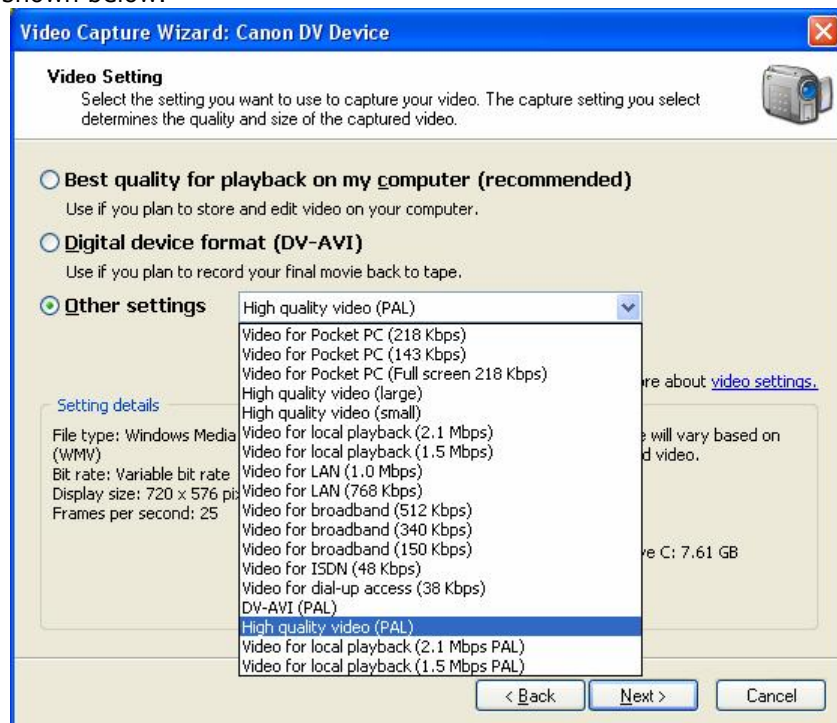 shown below.
Video Capture Wizard: Canon DV Device
Video Setting
Select the setting you want to use to capture your video. The capture setting you select
determines the quality and size of the captured video.
Best quality for playback on my computer (recommended)
Use if you plan to store and edit video on your computer.
Digital device format (DV-AVI)
Use if you plan to record your final movie back to tape.
Other settings
High quality video (PAL)
Video for Pocket PC (218 Kbps)
Video for Pocket PC (143 Kbps)
Video for Pocket PC (Full screen 218 Kbps)
High quality video (large)
High quality video (small)
Video for local playback (2.1 Mbps)
Video for local playback (1.5 Mbps)
Video for LAN (1.0 Mbps)
Video for LAN (768 Kbps)
Video for broadband (512 Kbps)
Video for broadband (340 Kbps)
Video for broadband (150 Kbps)
Video for ISDN (48 Kbps)
Video for dial-up access (38 Kbps)
DV-AVI (PAL)
High quality video (PAL)
Video for local playback (2.1 Mbps PAL)
Video for local playback (1.5 Mbps PAL)
about video settings.
Setting details
File type: Windows Media
(WMV)
Bit rate: Variable bit rate
Display size: 720 x 576
Frames per second: 25
will vary based on
video.
C: 7.61 GB
< Back
Next >
Cancel